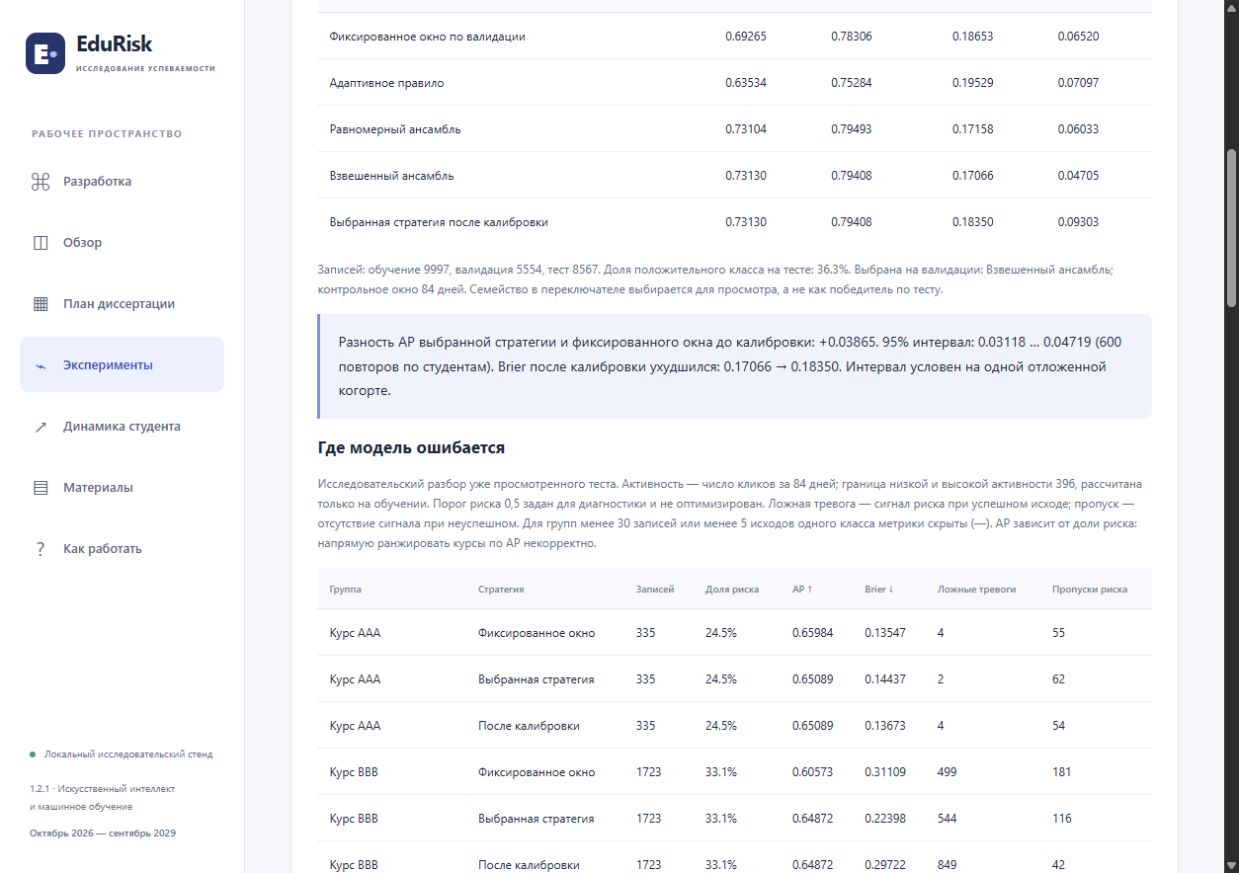 EduRisk
ИССЛЕДОВАНИЕ УСПЕВАЕМОСТИ
РАБОЧЕЕ ПРОСТРАНСТВО
Разработка
Обзор
План диссертации
Эксперименты
Динамика студента
Материалы
? Как работать
Локальный исследовательский стенд
1.2.1 · Искусственный интеллект
и машинное обучение
Октябрь 2026 — сентябрь 2029
Фиксированное окно по валидации 0.69265 0.78306 0.18653 0.06520
Адаптивное правило 0.63534 0.75284 0.19529 0.07097
Равномерный ансамбль 0.73104 0.79493 0.17158 0.06033
Взвешенный ансамбль 0.73130 0.79408 0.17066 0.04705
Выбранная стратегия после калибровки 0.73130 0.79408 0.18350 0.09303
Записей: обучение 9997, валидация 5554, тест 8567. Доля положительного класса на тесте: 36.3%. Выбрана на валидации: Взвешенный ансамбль;
контрольное окно 84 дней. Семейство в переключателе выбирается для просмотра, а не как победитель по тесту.
Разность AP выбранной стратегии и фиксированного окна до калибровки: +0.03865. 95% интервал: 0.03118 … 0.04719 (600
повторов по студентам). Brier после калибровки ухудшился: 0.17066 → 0.18350. Интервал условен на одной отложенной
когорте.
Где модель ошибается
Исследовательский разбор уже просмотренного теста. Активность — число кликов за 84 дней; граница низкой и высокой активности 396, рассчитана
только на обучении. Порог риска 0,5 задан для диагностики и не оптимизирован. Ложная тревога — сигнал риска при успешном исходе; пропуск —
отсутствие сигнала при неуспешном. Для групп менее 30 записей или менее 5 исходов одного класса метрики скрыты (—). AP зависит от доли риска:
напрямую ранжировать курсы по AP некорректно.
Группа Стратегия Записей Доля риска AP ↑ Brier ↓ Ложные тревоги Пропуски риска
Курс AAA Фиксированное окно 335 24.5% 0.65984 0.13547 4 55
Курс AAA Выбранная стратегия 335 24.5% 0.65089 0.14437 2 62
Курс AAA После калибровки 335 24.5% 0.65089 0.13673 4 54
Курс BBB Фиксированное окно 1723 33.1% 0.60573 0.31109 499 181
Курс BBB Выбранная стратегия 1723 33.1% 0.64872 0.22398 544 116
Курс BBB После калибровки 1723 33.1% 0.64872 0.29722 849 42